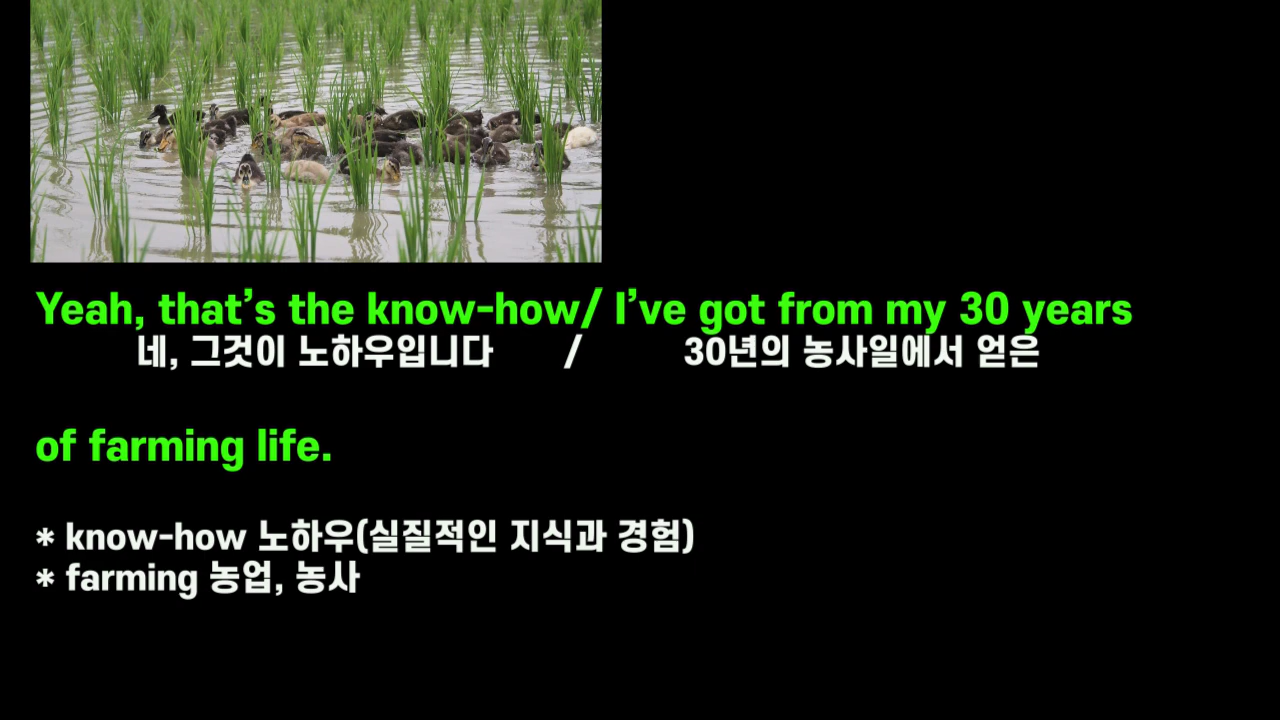 Yeah, that's the know-how/ I've got from my 30 years
네, 그것이 노하우입니다 / 30년의 농사일에서 얻은
of farming life.
* know-how 노하우(실질적인 지식과 경험)
* farming 농업, 농사